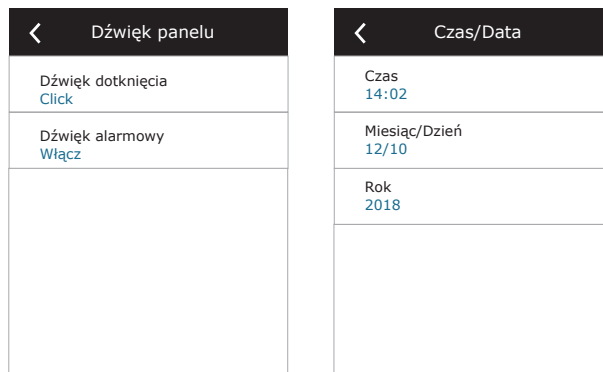 Dźwięk panelu
Dźwięk dotknięcia
Click
Dźwięk alarmowy
Włącz
Czas/Data
Czas
14:02
Miesiąc/Dzień
12/10
Rok
2018